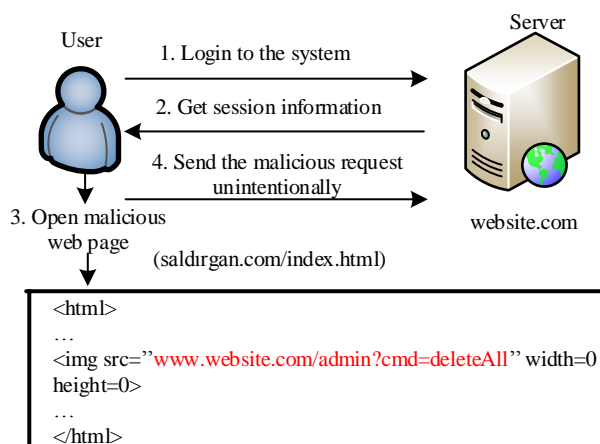 User
Server
1. Login to the system
2. Get session information
4. Send the malicious request
unintentionally
3. Open malicious
web page
website.com
(saldırgan.com/index.html)
<html>
…
<img src=”www.website.com/admin?cmd=deleteAll” width=0
height=0>
…
</html>